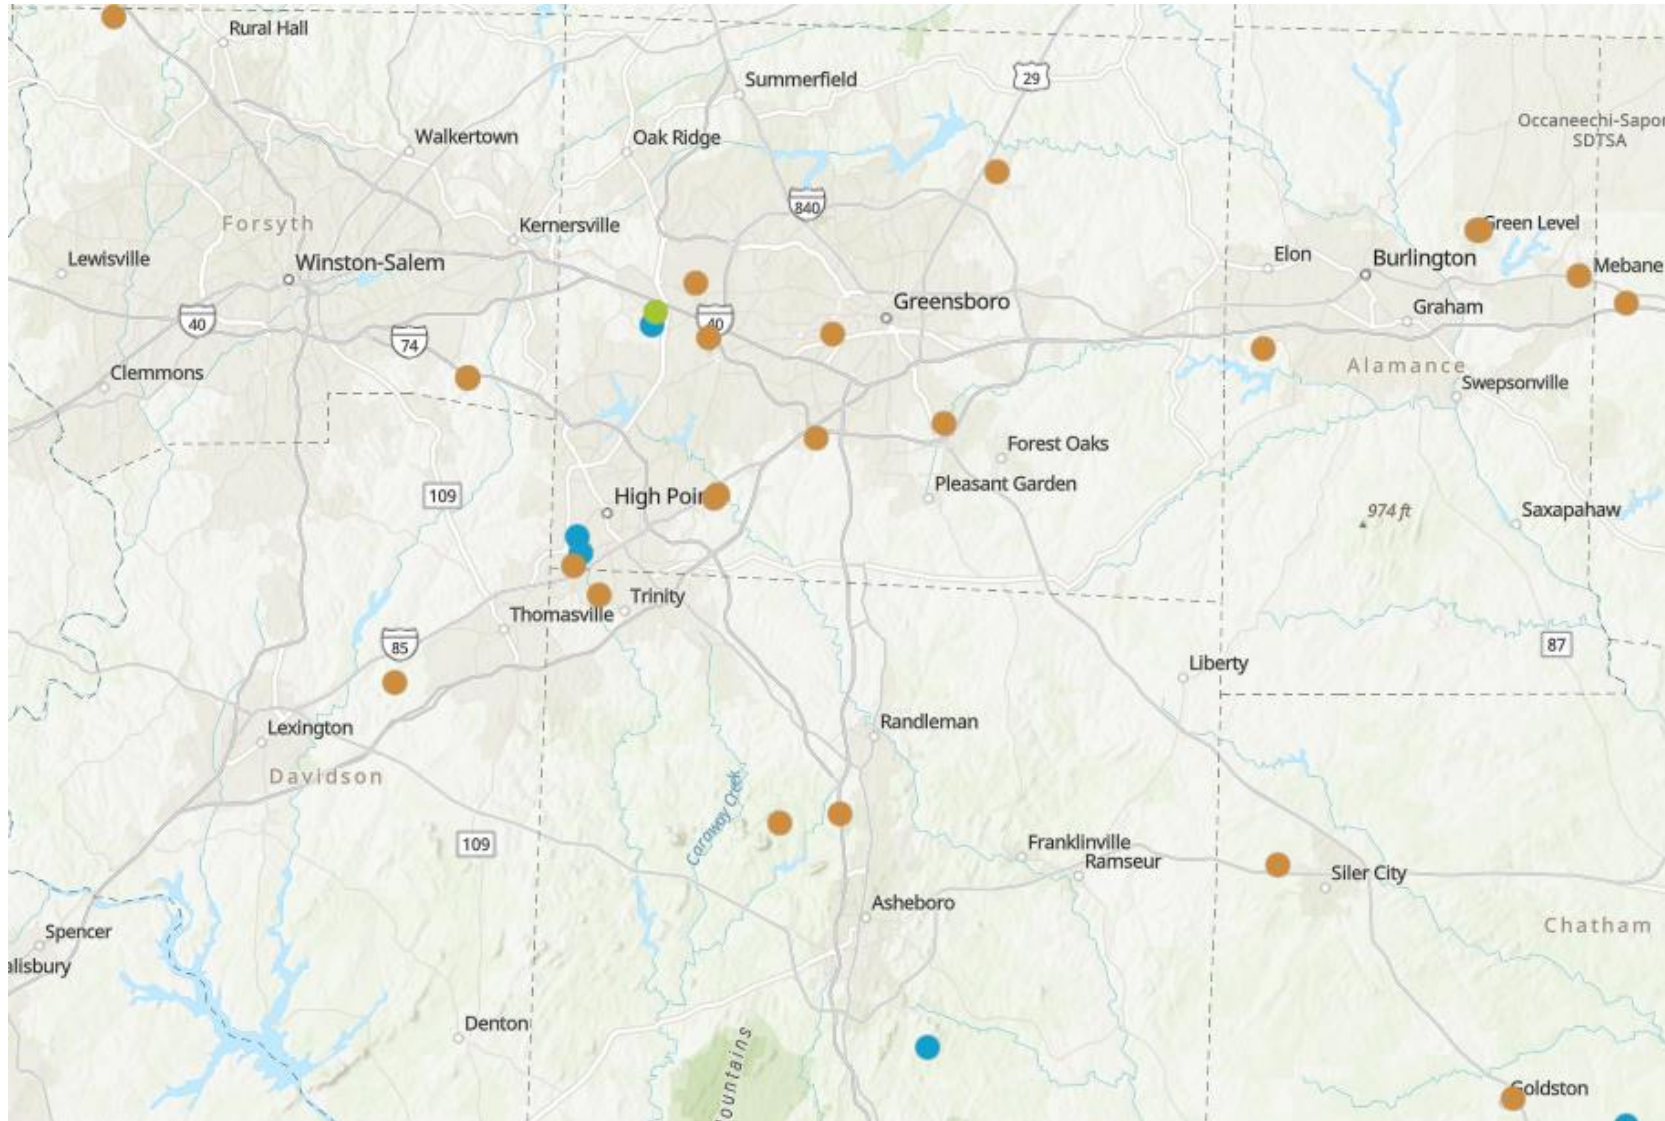 Rural Hall
Summerfield
29
Occaneechi-Sapo
SDTSA
Walkertown
Oak Ridge
840
Forsyth
Kernersville
Green Level
Lewisville
Winston-Salem
Elon
Burlington
Mebane
Greensboro
Graham
40
40
74
Clemmons
Alamance
Swepsonville
Forest Oaks
Pleasant Garden
109
High Poi
974 ft
Saxapahaw
Trinity
Thomasville
85
87
Liberty
Lexington
Randleman
Davidson
Caraway Creek
109
Franklinville
Ramseur
Siler City
Asheboro
Chatham
Spencer
alisbury
Denton
ountains
Goldston